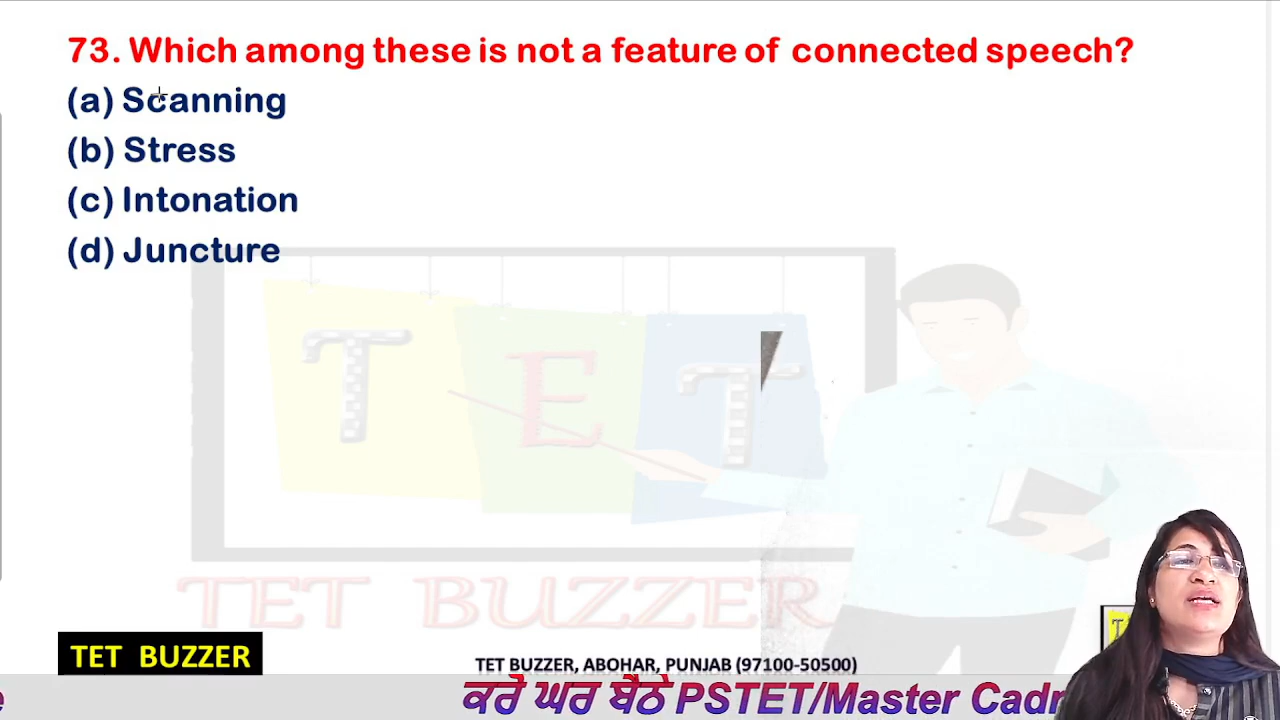 73. Which among these is not a feature of connected speech?
(a) Scanning
(b) Stress
(c) Intonation
(d) Juncture
T E T
TET BUZZER
TET BUZZER
TET BUZZER, ABOHAR, PUNJAB (97100-50500)
ਕਰੋ ਘਰ ਬੈਠੇ PSTET/Master Cadr